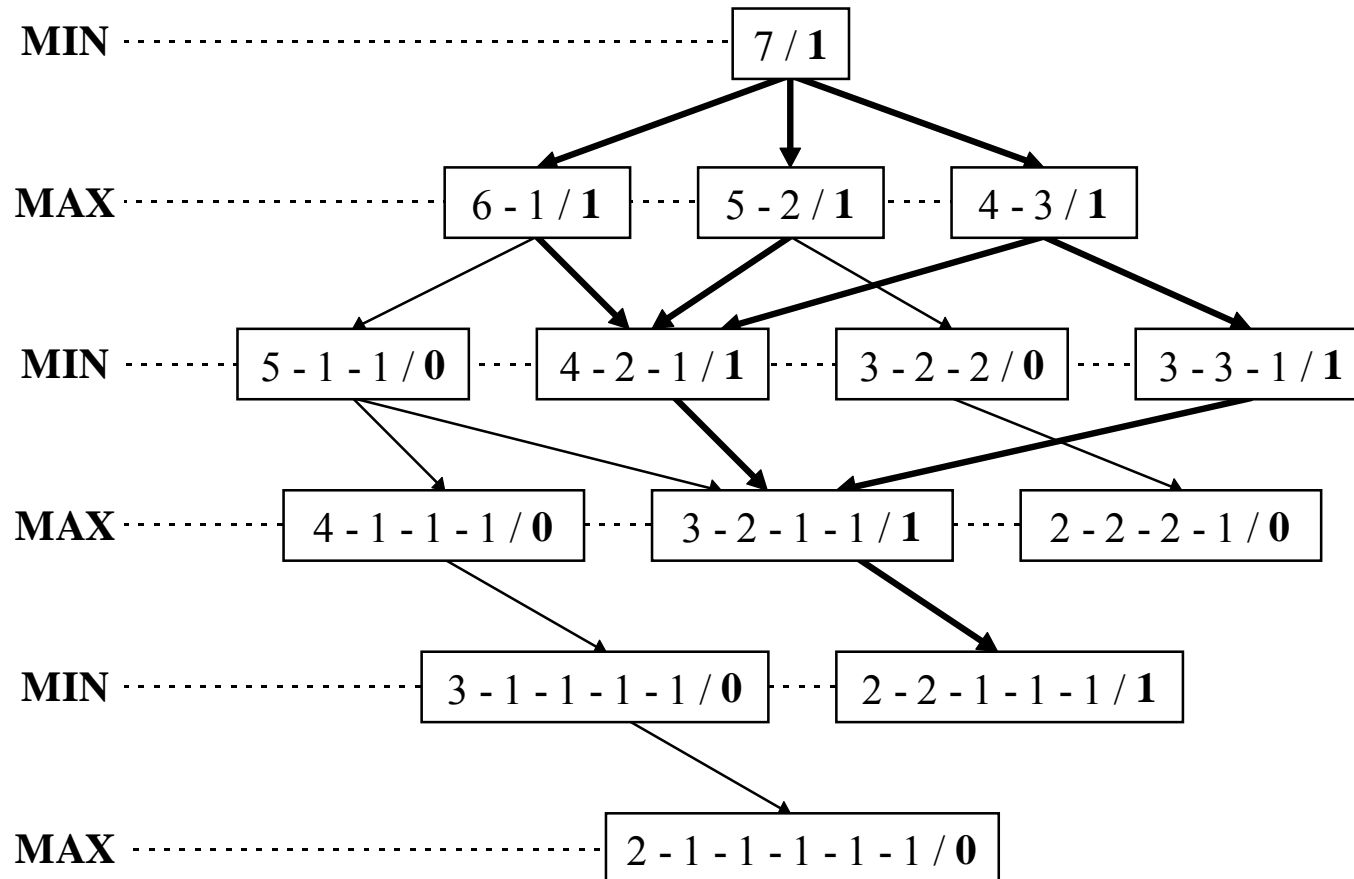 MIN 7 / 1
MAX 6 - 1 / 1 5 - 2 / 1 4 - 3 / 1
MIN 5 - 1 - 1 / 0 4 - 2 - 1 / 1 3 - 2 - 2 / 0 3 - 3 - 1 / 1
MAX 4 - 1 - 1 - 1 / 0 3 - 2 - 1 - 1 / 1 2 - 2 - 2 - 1 / 0
MIN 3 - 1 - 1 - 1 - 1 / 0 2 - 2 - 1 - 1 - 1 / 1
MAX 2 - 1 - 1 - 1 - 1 - 1 / 0